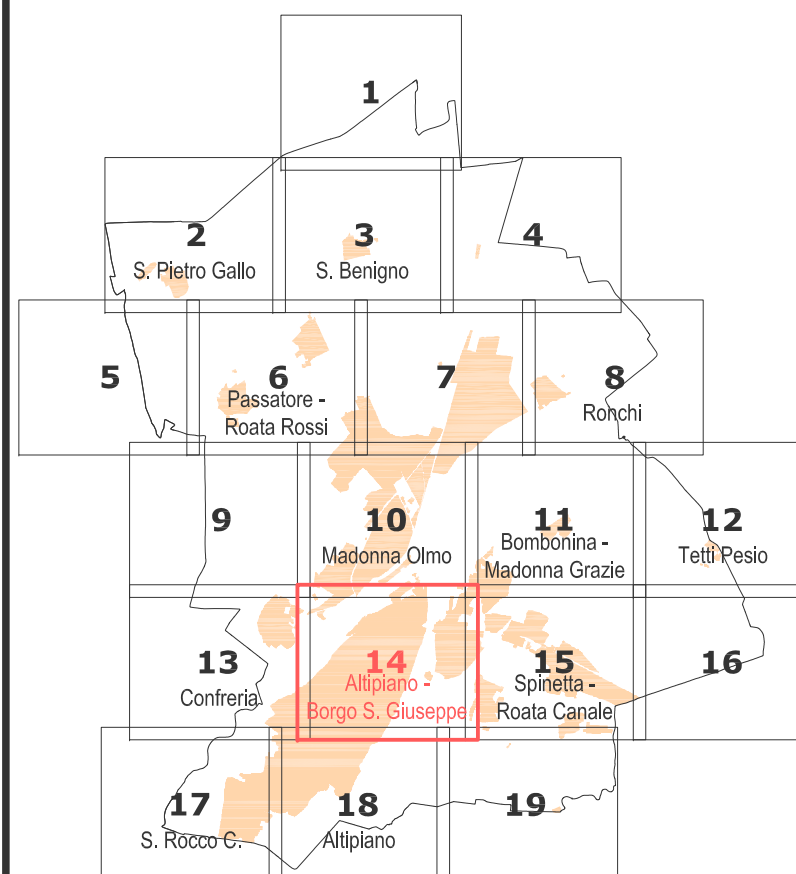 1
2
S. Pietro Gallo
3
S. Benigno
4
5
6
Passatore -
Roata Rossi
7
8
Ronchi
9
10
Madonna Olmo
11
Bombonina -
Madonna Grazie
12
Tetti Pesio
13
Confreria
14
Altipiano -
Borgo S. Giuseppe
15
Spinetta -
Roata Canale
16
17
S. Rocco C.
18
Altipiano
19